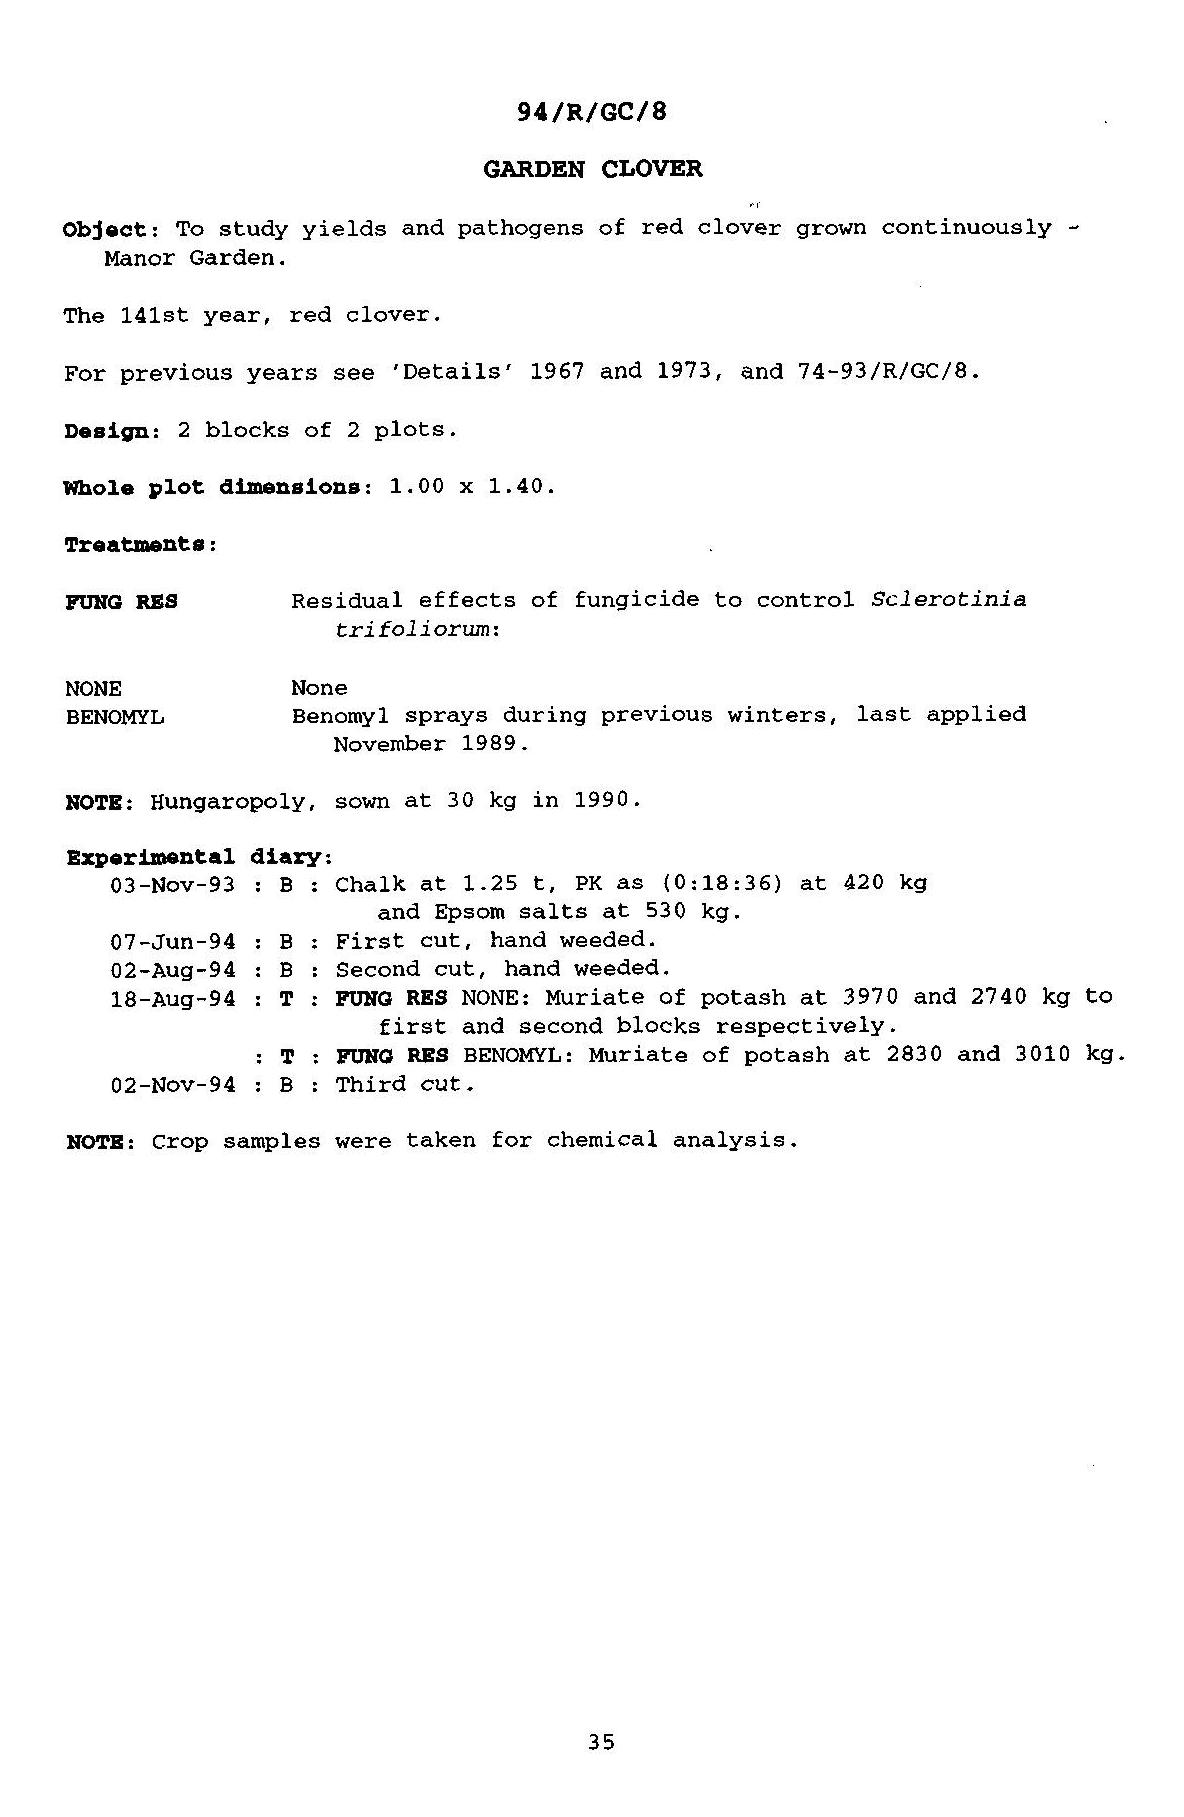 94/R/GC/8
GARDEN CLOVER
Object: To study yields and pathogens of red clover grown continuously -
Manor Garden.
The 141st year, red clover.
For previous years see 'Details' 1967 and 1973, and 74-93/R/GC/8.
Design: 2 blocks of 2 plots.
Whole plot dimensions: 1.00 x 1.40.
Treatments:
FUNG RES Residual effects of fungicide to control Sclerotinia
trifoliorum:
NONE None
BENOMYL Benomyl sprays during previous winters, last applied
November 1989.
NOTE: Hungaropoly, sown at 30 kg in 1990.
Experimental diary:
03-Nov-93 : B : Chalk at 1.25 t, PK as (0:18:36) at 420 kg
and Epsom salts at 530 kg.
07-Jun-94 : B : First cut, hand weeded.
02-Aug-94 : B : Second cut, hand weeded.
18-Aug-94 : T : FUNG RES NONE: Muriate of potash at 3970 and 2740 kg to
first and second blocks respectively.
: T : FUNG RES BENOMYL: Muriate of potash at 2830 and 3010 kg.
02-Nov-94 : B : Third cut.
NOTE: Crop samples were taken for chemical analysis.
35